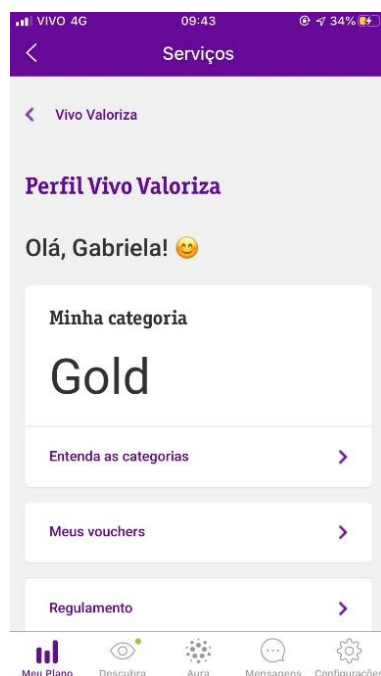 VIVO 4G 09:43 34%
Serviços
Vivo Valoriza
Perfil Vivo Valoriza
Olá, Gabriela! 😊
Minha categoria
Gold
Entenda as categorias
Meus vouchers
Regulamento
Meu Plano Descubra Aura Mensagens Configurações